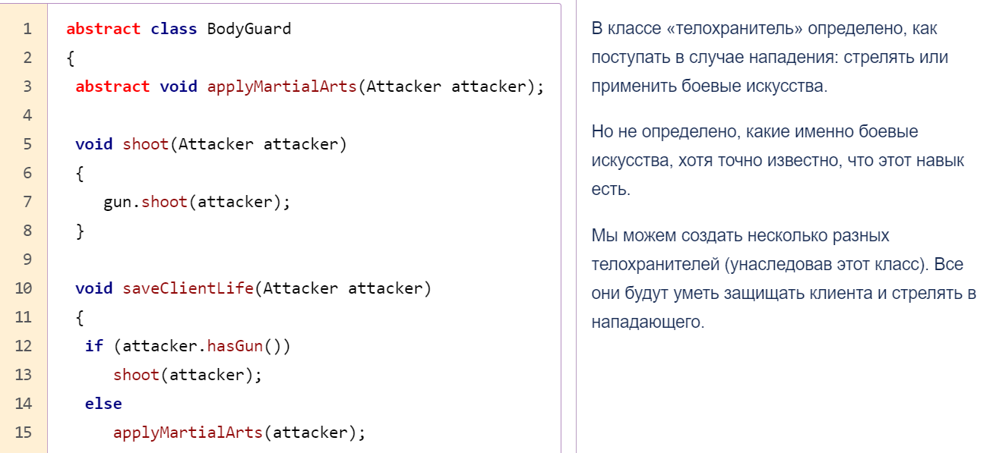 1 abstract class BodyGuard
2 {
3 abstract void applyMartialArts(Attacker attacker);
4
5 void shoot(Attacker attacker)
6 {
7 gun.shoot(attacker);
8 }
9
10 void saveClientLife(Attacker attacker)
11 {
12 if (attacker.hasGun())
13 shoot(attacker);
14 else
15 applyMartialArts(attacker);
В классе «телохранитель» определено, как
поступать в случае нападения: стрелять или
применить боевые искусства.
Но не определено, какие именно боевые
искусства, хотя точно известно, что этот навык
есть.
Мы можем создать несколько разных
телохранителей (унаследовав этот класс). Все
они будут уметь защищать клиента и стрелять в
нападающего.